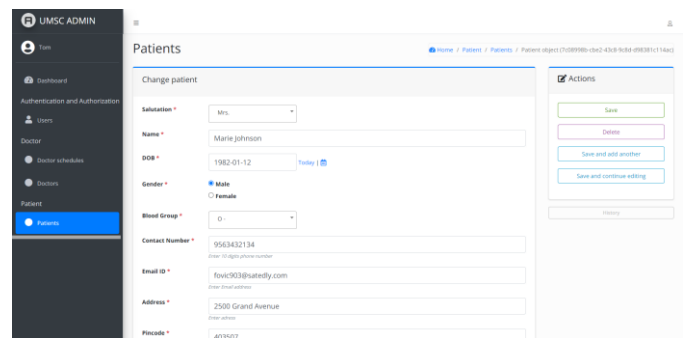 UMSC ADMIN
Tom
Dashboard
Authentication and Authorization
Users
Doctor
Doctor schedules
Doctors
Patient
Patients
Patients
Home / Patient / Patients / Patient object
Change patient
Salutation *
Mrs.
Name *
Marie Johnson
DOB *
1982-01-12
Today |
Gender *
Male
Female
Blood Group *
O -
Contact Number *
9563432134
Enter 10 digits phone number
Email ID *
fovic903@satedly.com
Enter Email address
Address *
2500 Grand Avenue
Enter adress
Pincode *
403507
Actions
Save
Delete
Save and add another
Save and continue editing
History